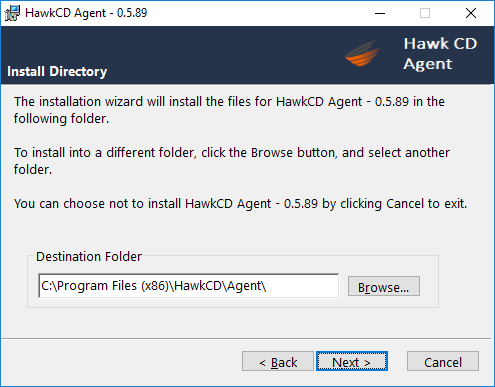 HawkCD Agent - 0.5.89
Hawk CD
Agent
Install Directory
The installation wizard will install the files for HawkCD Agent - 0.5.89 in the
following folder.
To install into a different folder, click the Browse button, and select another
folder.
You can choose not to install HawkCD Agent - 0.5.89 by clicking Cancel to exit.
Destination Folder
C:\Program Files (x86)\HawkCD\Agent\
Browse...
< Back
Next >
Cancel